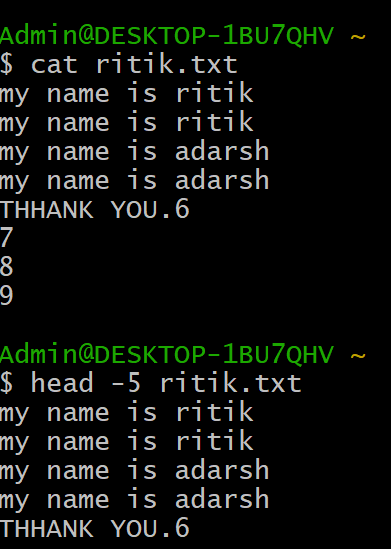 Admin@DESKTOP-1BU7QHV ~
$ cat ritik.txt
my name is ritik
my name is ritik
my name is adarsh
my name is adarsh
THHANK YOU.6
7
8
9
Admin@DESKTOP-1BU7QHV ~
$ head -5 ritik.txt
my name is ritik
my name is ritik
my name is adarsh
my name is adarsh
THHANK YOU.6